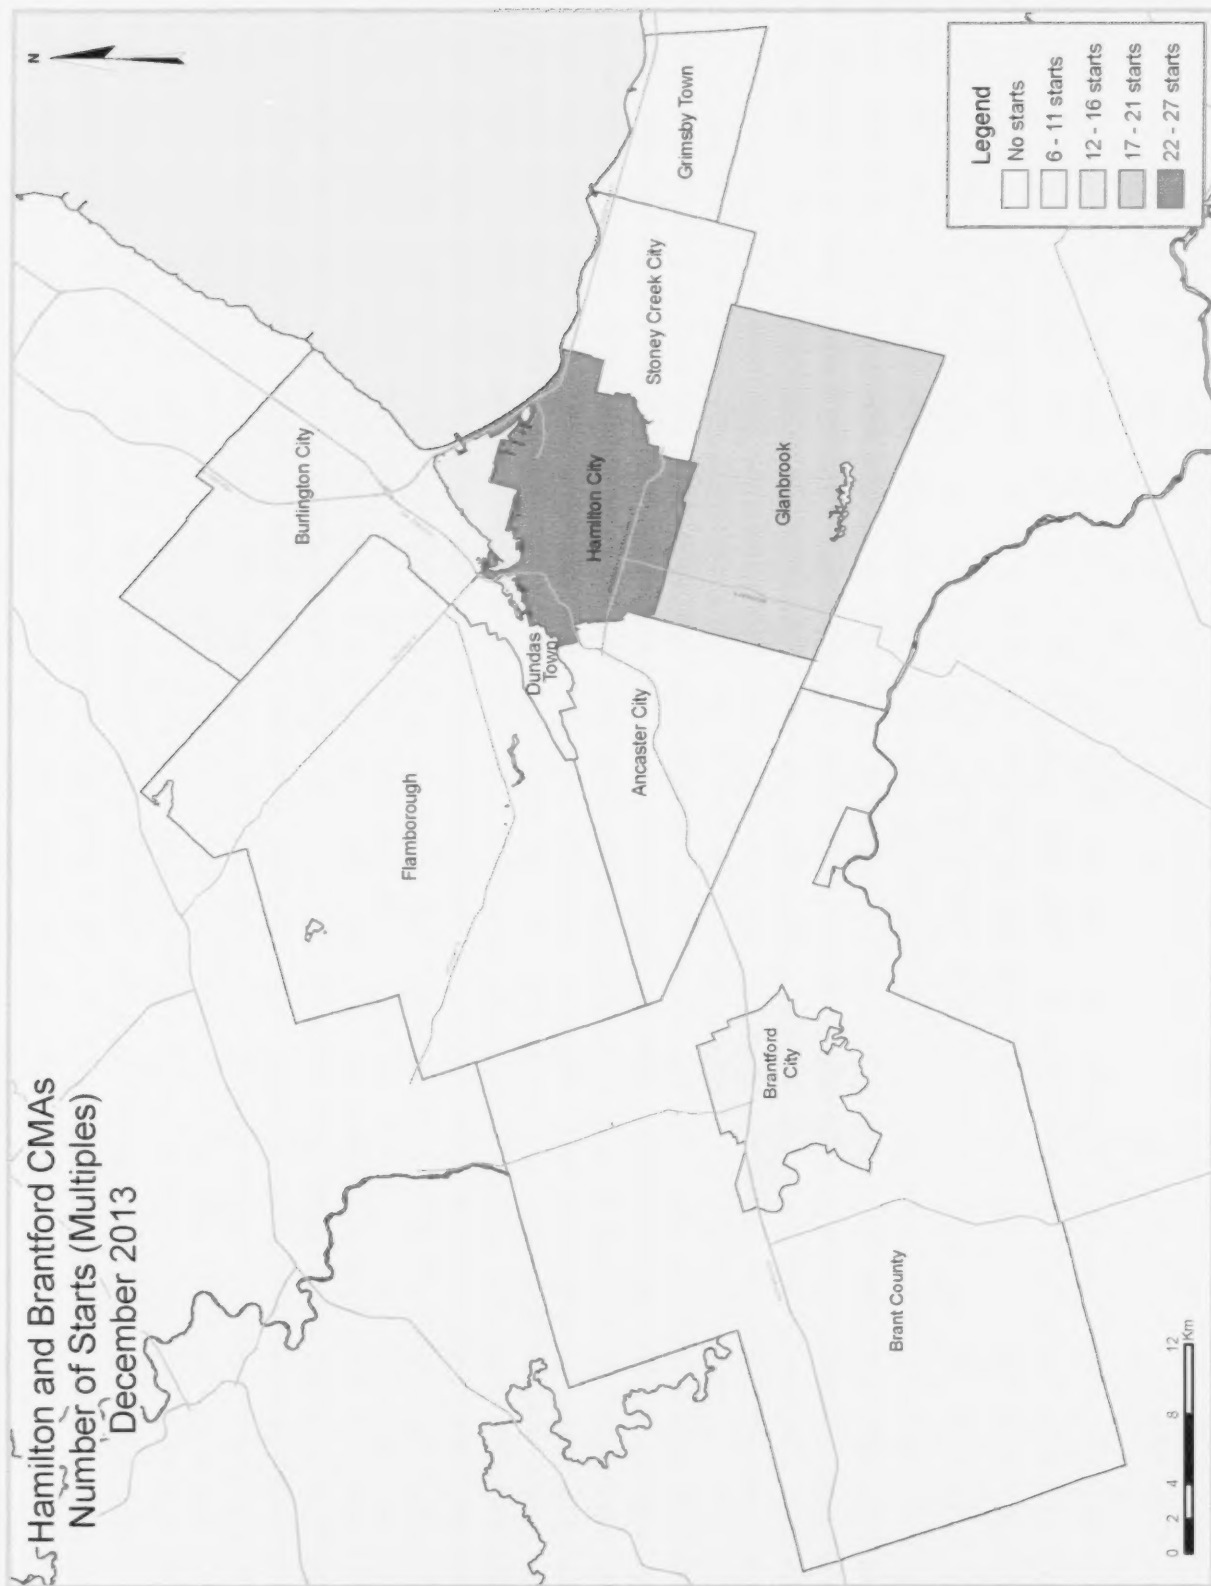 Hamilton and Brantford CMAs
Number of Starts (Multiples)
December 2013
N
Burlington City
Flamborough
Dundas
Town
Hamilton City
Stoney Creek City
Grimsby Town
Ancaster City
Glanbrook
Brantford
City
Brant County
Legend
No starts
6 - 11 starts
12 - 16 starts
17 - 21 starts
22 - 27 starts
0 2 4 8 12
Km